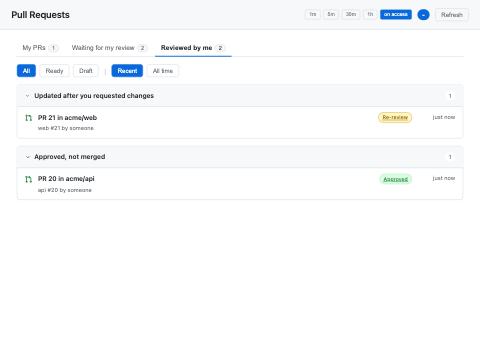 Pull Requests
1m 5m 30m 1h on access Refresh
My PRs 1 Waiting for my review 2 Reviewed by me 2
All Ready Draft | Recent All time
Updated after you requested changes 1
PR 21 in acme/web Re-review just now
web #21 by someone
Approved, not merged 1
PR 20 in acme/api Approved just now
api #20 by someone